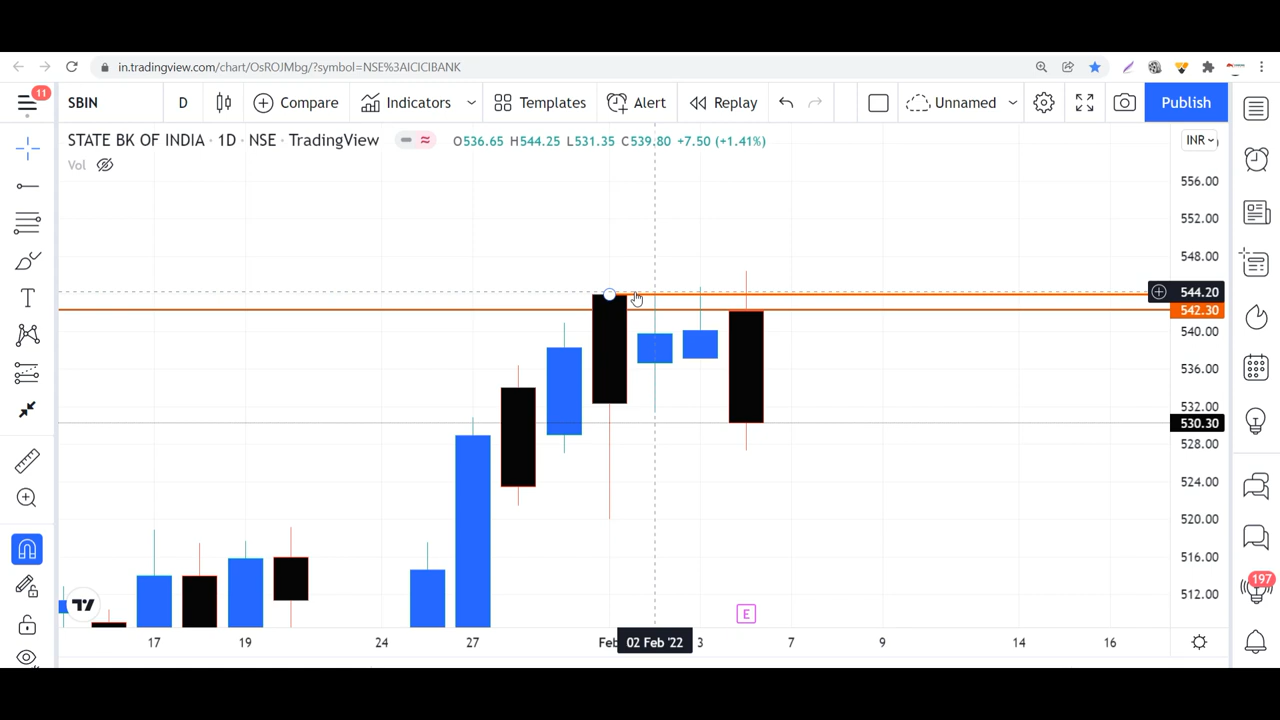 in.tradingview.com/chart/OsROJMbg/?symbol=NSE%3AICICIBANK
11
SBIN D Compare Indicators Templates Alert Replay Unnamed Publish
STATE BK OF INDIA · 1D · NSE · TradingView O536.65 H544.25 L531.35 C539.80 +7.50 (+1.41%) INR
Vol
556.00
552.00
548.00
544.20
542.30
540.00
536.00
532.00
530.30
528.00
524.00
520.00
516.00
512.00
197
E
17 19 24 27 Feb 02 Feb '22 3 7 9 14 16